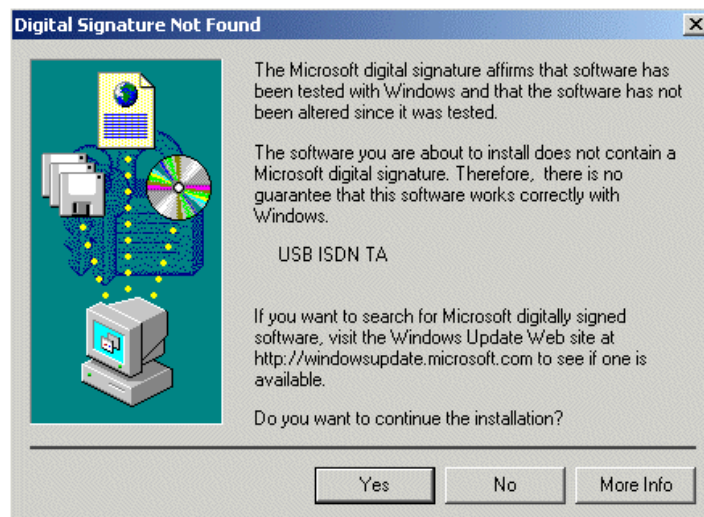 Digital Signature Not Found
The Microsoft digital signature affirms that software has
been tested with Windows and that the software has not
been altered since it was tested.
The software you are about to install does not contain a
Microsoft digital signature. Therefore, there is no
guarantee that this software works correctly with
Windows.
USB ISDN TA
If you want to search for Microsoft digitally signed
software, visit the Windows Update Web site at
http://windowsupdate.microsoft.com to see if one is
available.
Do you want to continue the installation?
Yes No More Info